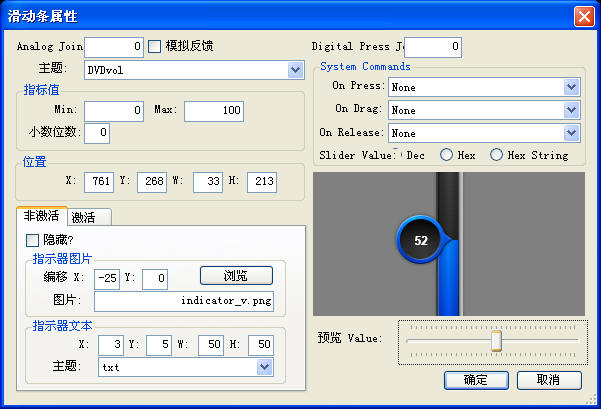 滑动条属性
Analog Join 0 模拟反馈
主题: DVDvol
指标值
Min: 0 Max: 100
小数位数: 0
位置
X: 761 Y: 268 W: 33 H: 213
非激活 激活
隐藏?
指示器图片
编移 X: -25 Y: 0 浏览
图片: indicator_v.png
指示器文本
X: 3 Y: 5 W: 50 H: 50
主题: txt
Digital Press Jo 0
System Commands
On Press: None
On Drag: None
On Release: None
Slider Value: Dec Hex Hex String
52
预览 Value:
确定 取消